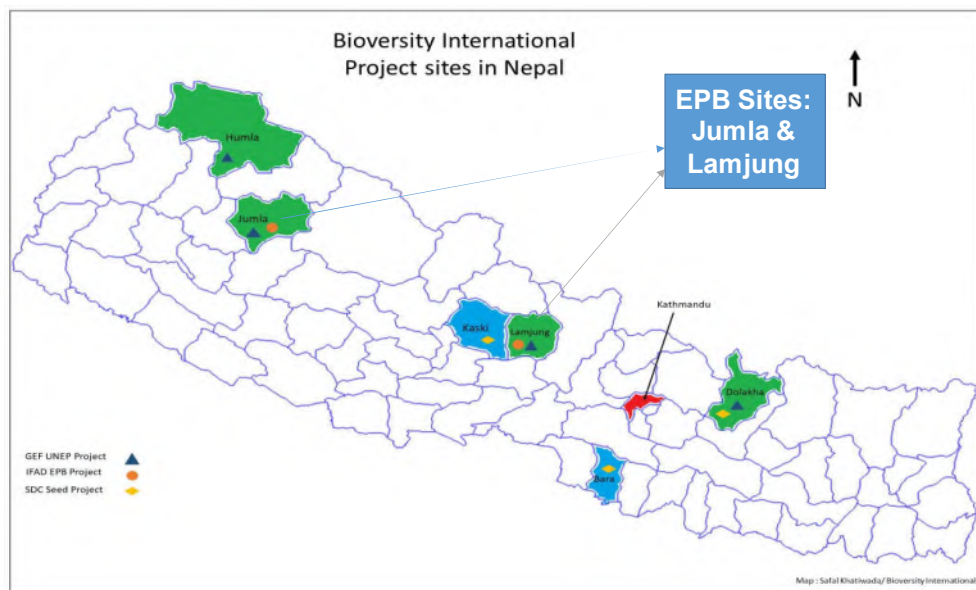 Bioversity International
Project sites in Nepal
EPB Sites:
Jumla &
Lamjung
N
Humla
Jumla
Kaski
Lamjung
Kathmandu
Dolakha
Bara
GEF UNEP Project
IFAD EPB Project
SDC Seed Project
Map : Safal Khatiwada/ Bioversity International